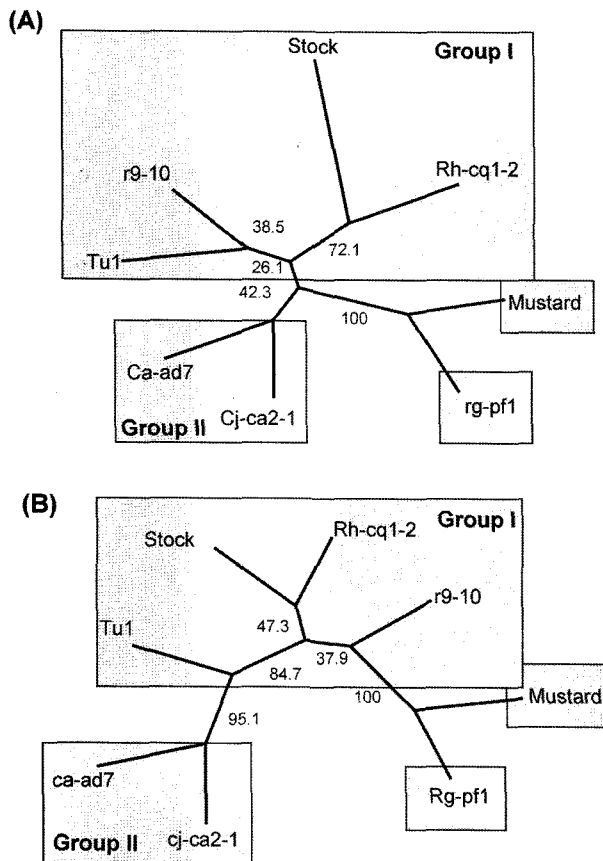 (A)
Stock
Group I
r9-10
Rh-cq1-2
38.5
72.1
Tu1
26.1
42.3
100
Mustard
Ca-ad7
Cj-ca2-1
rg-pf1
Group II
(B)
Group I
Stock
Rh-cq1-2
r9-10
Tu1
47.3
37.9
84.7
100
Mustard
95.1
ca-ad7
Rg-pf1
Group II
cj-ca2-1